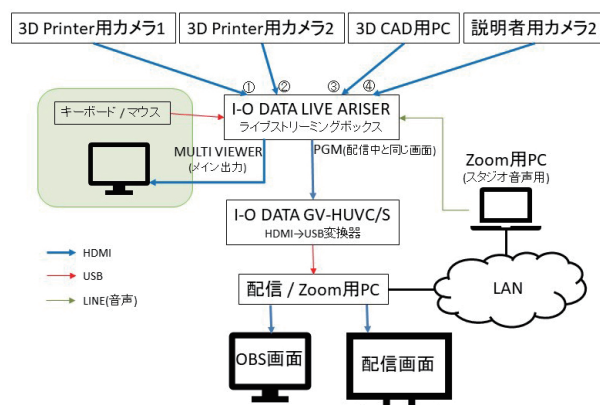 3D Printer用カメラ1
3D Printer用カメラ2
3D CAD用PC
説明者用カメラ2
①
②
③
④
キーボード / マウス
I-O DATA LIVE ARISER
ライブストリーミングボックス
MULTI VIEWER
(メイン出力)
PGM(配信中と同じ画面)
Zoom用PC
(スタジオ音声用)
I-O DATA GV-HUVC/S
HDMI→USB変換器
HDMI
USB
LINE(音声)
配信 / Zoom用PC
LAN
OBS画面
配信画面